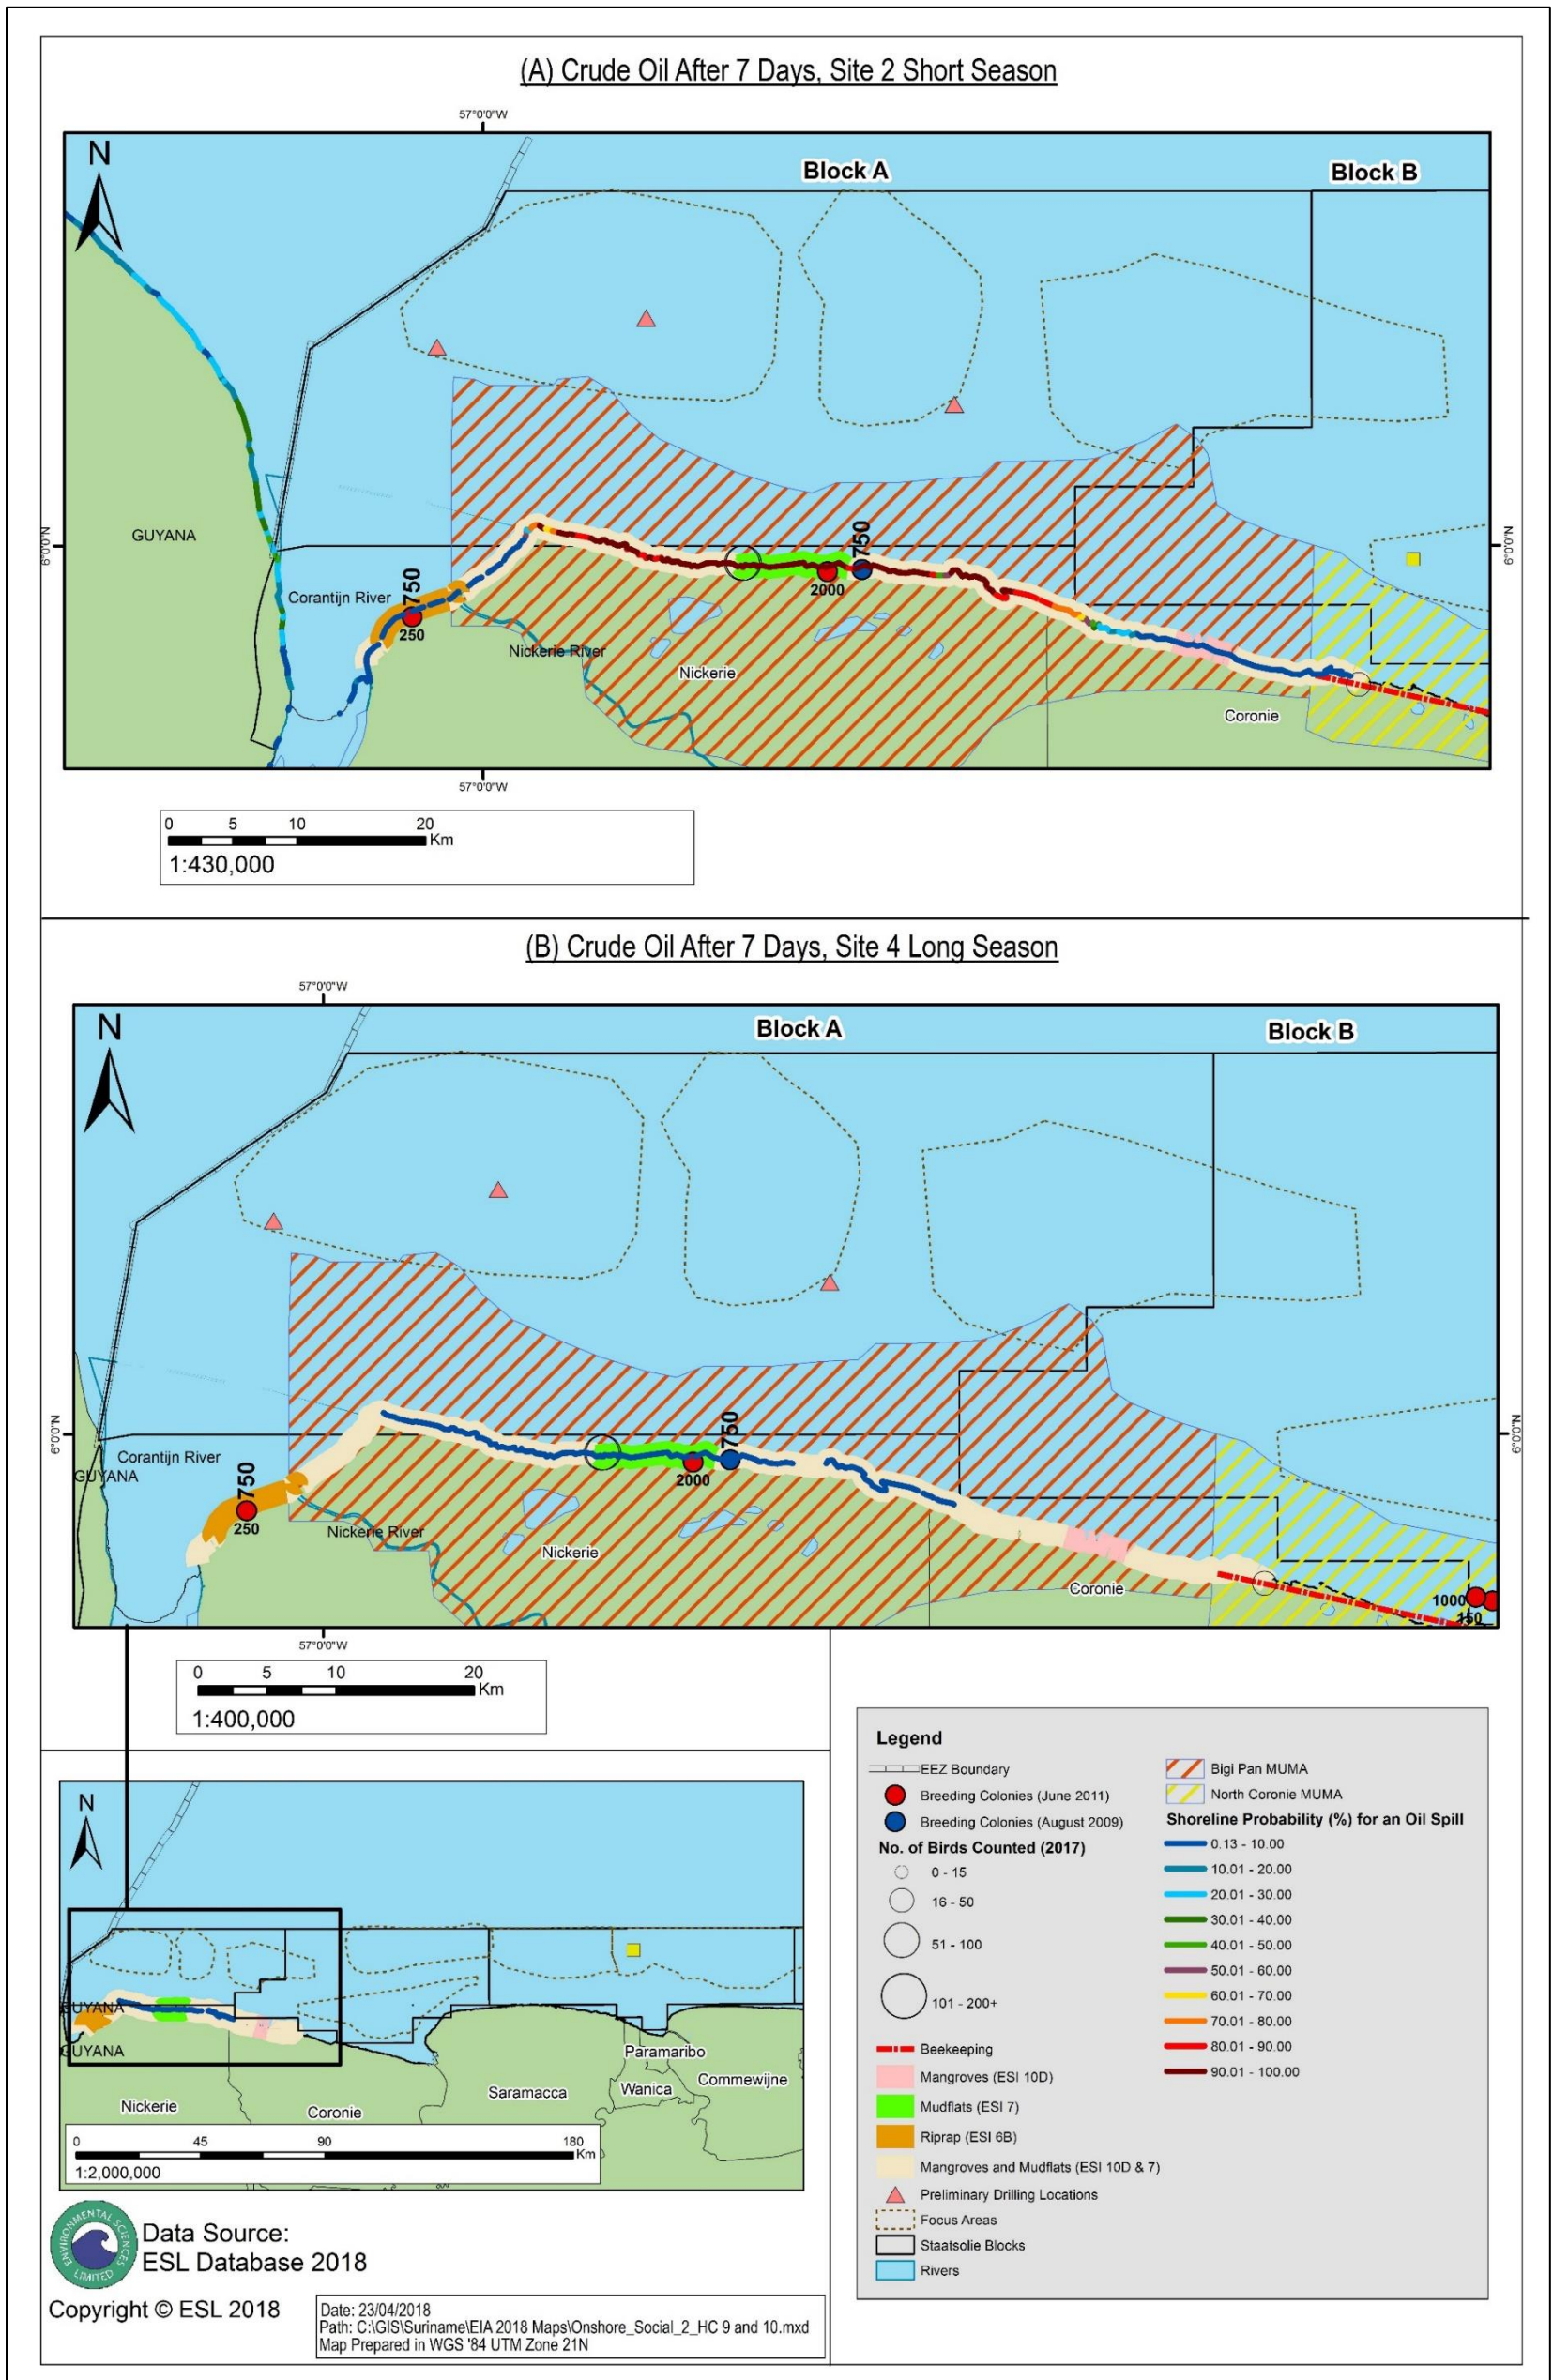 (A) Crude Oil After 7 Days, Site 2 Short Season
57°0'0"W
N
Block A
Block B
6°0'0"N
6°0'0"N
GUYANA
Corantijn River
750
250
Nickerie River
Nickerie
2000
750
Coronie
57°0'0"W
0 5 10 20
Km
1:430,000
(B) Crude Oil After 7 Days, Site 4 Long Season
57°0'0"W
N
Block A
Block B
6°0'0"N
6°0'0"N
Corantijn River
GUYANA
750
250
Nickerie River
Nickerie
2000
750
Coronie
1000
150
57°0'0"W
0 5 10 20
Km
1:400,000
N
GUYANA
GUYANA
Nickerie
Coronie
Saramacca
Paramaribo
Wanica
Commewijne
0 45 90 180
Km
1:2,000,000
Legend
EEZ Boundary
Breeding Colonies (June 2011)
Breeding Colonies (August 2009)
No. of Birds Counted (2017)
0 - 15
16 - 50
51 - 100
101 - 200+
Beekeeping
Mangroves (ESI 10D)
Mudflats (ESI 7)
Riprap (ESI 6B)
Mangroves and Mudflats (ESI 10D & 7)
Preliminary Drilling Locations
Focus Areas
Staatsolie Blocks
Rivers
Bigi Pan MUMA
North Coronie MUMA
Shoreline Probability (%) for an Oil Spill
0.13 - 10.00
10.01 - 20.00
20.01 - 30.00
30.01 - 40.00
40.01 - 50.00
50.01 - 60.00
60.01 - 70.00
70.01 - 80.00
80.01 - 90.00
90.01 - 100.00
ENVIRONMENTAL SCIENCES
LIMITED
Data Source:
ESL Database 2018
Copyright © ESL 2018
Date: 23/04/2018
Path: C:\GIS\Suriname\EIA 2018 Maps\Onshore_Social_2_HC 9 and 10.mxd
Map Prepared in WGS '84 UTM Zone 21N